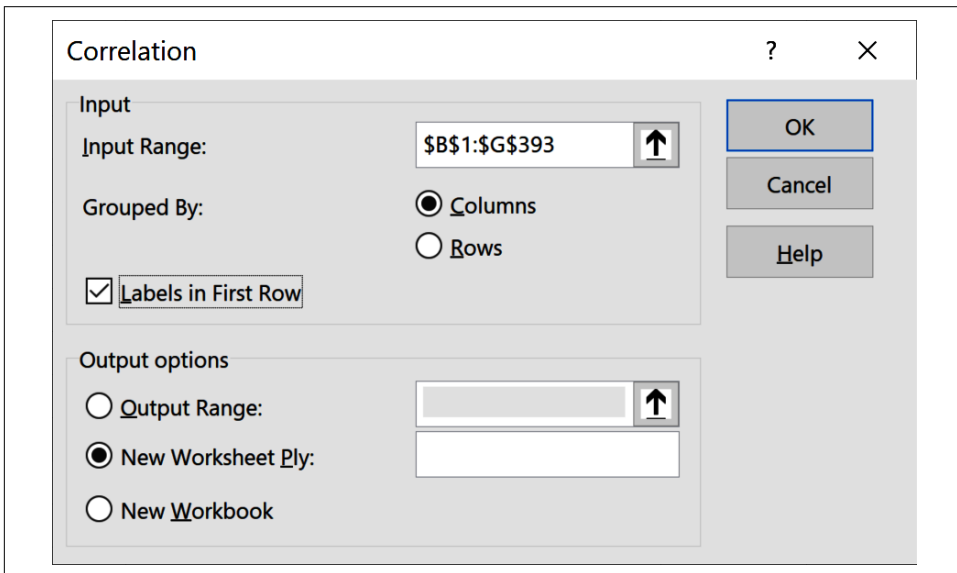 Correlation ? ×
Input
Input Range: $B$1:$G$393
OK
Cancel
Grouped By: Columns
Rows
Help
Labels in First Row
Output options
Output Range:
New Worksheet Ply:
New Workbook